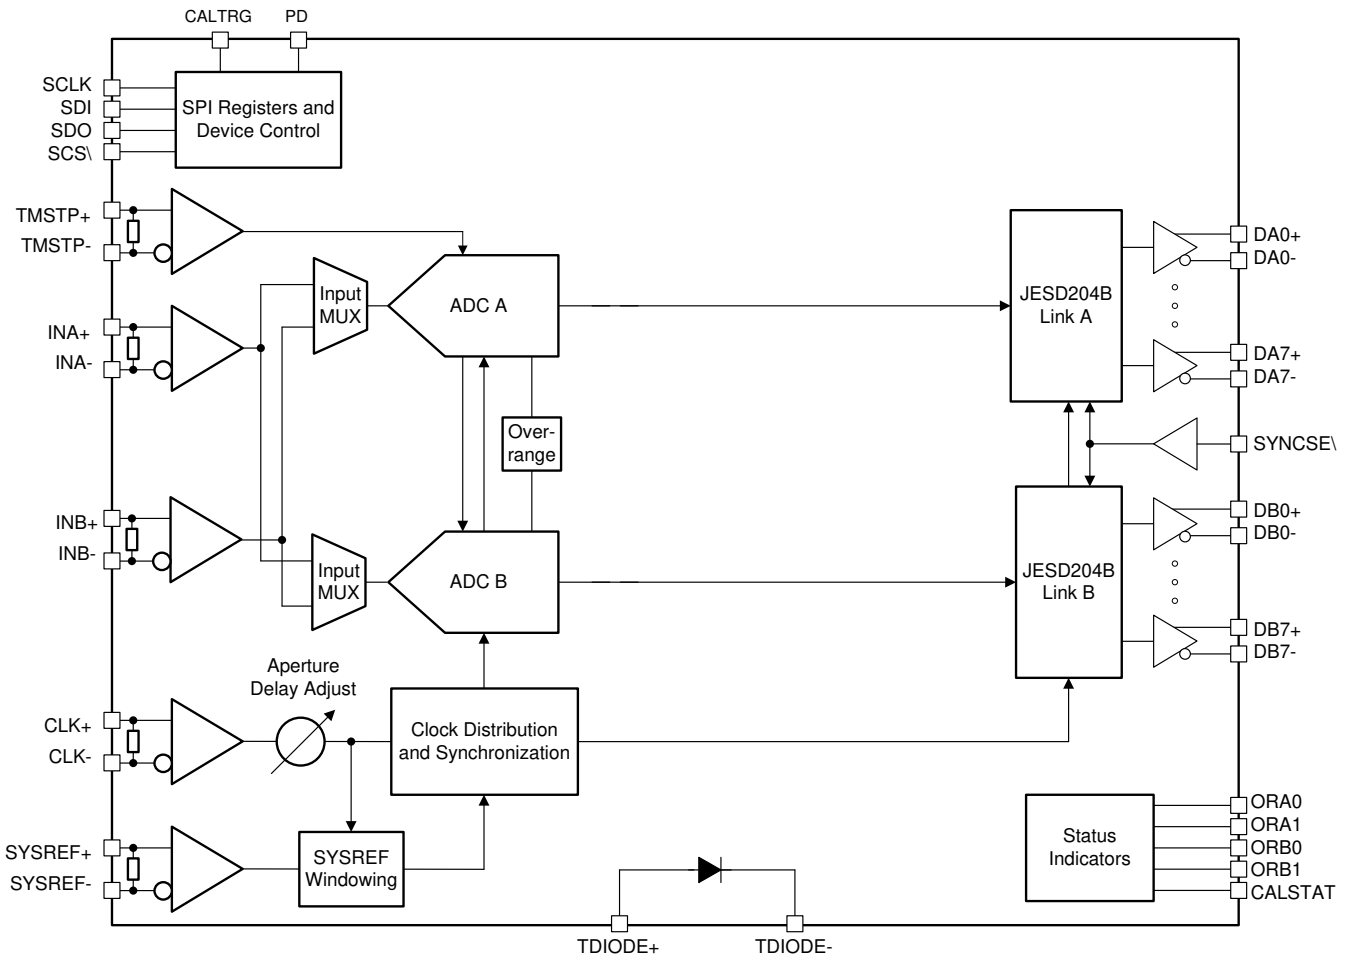 CALTRG
PD
SCLK
SDI
SDO
SCS\
SPI Registers and
Device Control
TMSTP+
TMSTP-
INA+
INA-
Input
MUX
ADC A
JESD204B
Link A
DA0+
DA0-
DA7+
DA7-
Over-
range
SYNCSE\
INB+
INB-
Input
MUX
ADC B
JESD204B
Link B
DB0+
DB0-
DB7+
DB7-
Aperture
Delay Adjust
CLK+
CLK-
Clock Distribution
and Synchronization
SYSREF+
SYSREF-
SYSREF
Windowing
Status
Indicators
ORA0
ORA1
ORB0
ORB1
CALSTAT
TDIODE+
TDIODE-